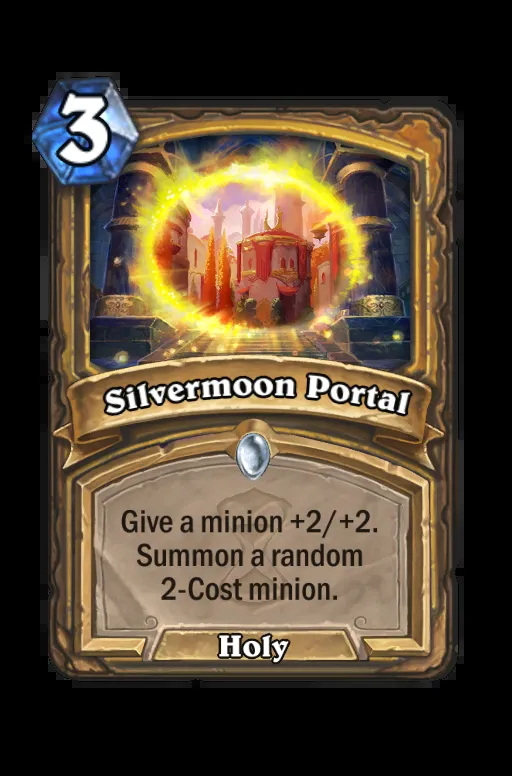 3
Silvermoon Portal
Give a minion +2/+2.
Summon a random
2-Cost minion.
Holy